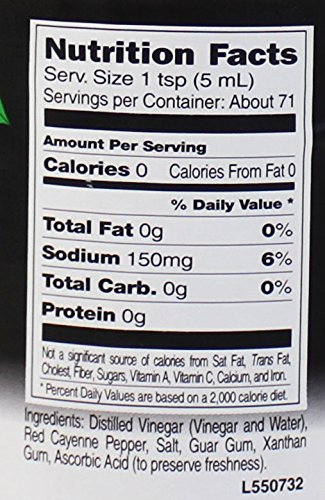 Nutrition Facts
Serv. Size 1 tsp (5 mL)
Servings per Container: About 71
Amount Per Serving
Calories 0 Calories From Fat 0
% Daily Value *
Total Fat 0g 0%
Sodium 150mg 6%
Total Carb. 0g 0%
Protein 0g
Not a significant source of calories from Sat Fat, Trans Fat,
Cholest, Fiber, Sugars, Vitamin A, Vitamin C, Calcium, and Iron.
* Percent Daily Values are based on a 2,000 calorie diet.
Ingredients: Distilled Vinegar (Vinegar and Water),
Red Cayenne Pepper, Salt, Guar Gum, Xanthan
Gum, Ascorbic Acid (to preserve freshness).
L550732